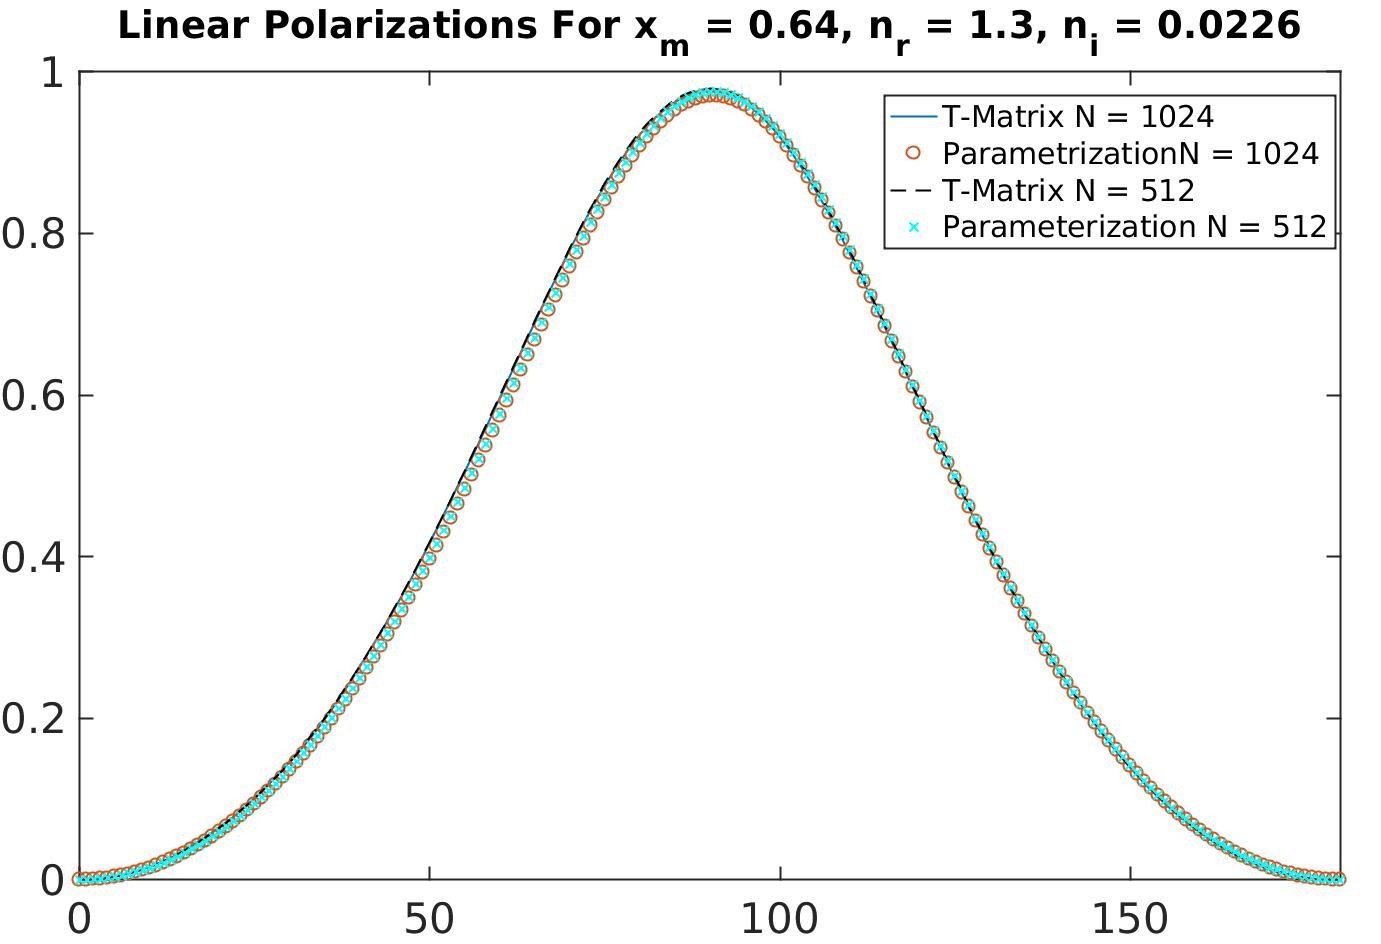 Linear Polarizations For x_m = 0.64, n_r = 1.3, n_i = 0.0226
1
T-Matrix N = 1024
ParametrizationN = 1024
T-Matrix N = 512
Parameterization N = 512
0.8
0.6
0.4
0.2
0
0 50 100 150